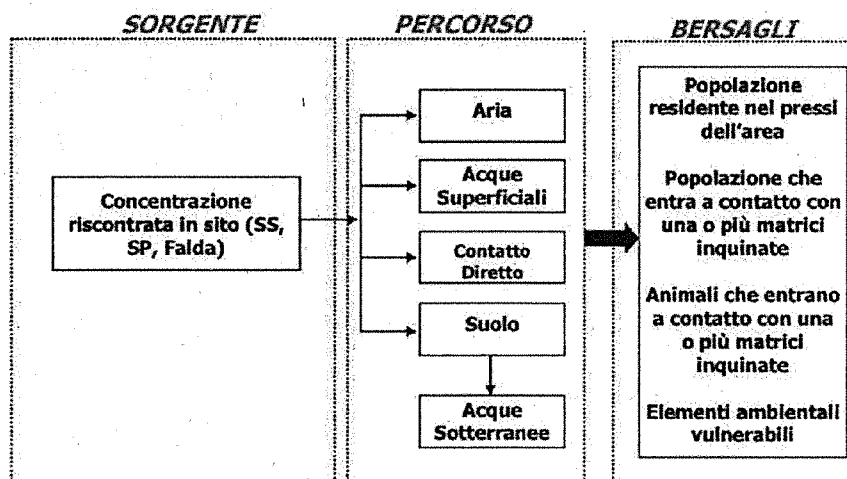 SORGENTE
PERCORSO
BERSAGLI
Concentrazione
riscontrata in sito (SS,
SP, Falda)
Aria
Acque
Superficiali
Contatto
Diretto
Suolo
Acque
Sotterranee
Popolazione
residente nei pressi
dell'area
Popolazione che
entra a contatto con
una o più matrici
inquinate
Animali che entrano
a contatto con una
o più matrici
inquinate
Elementi ambientali
vulnerabili